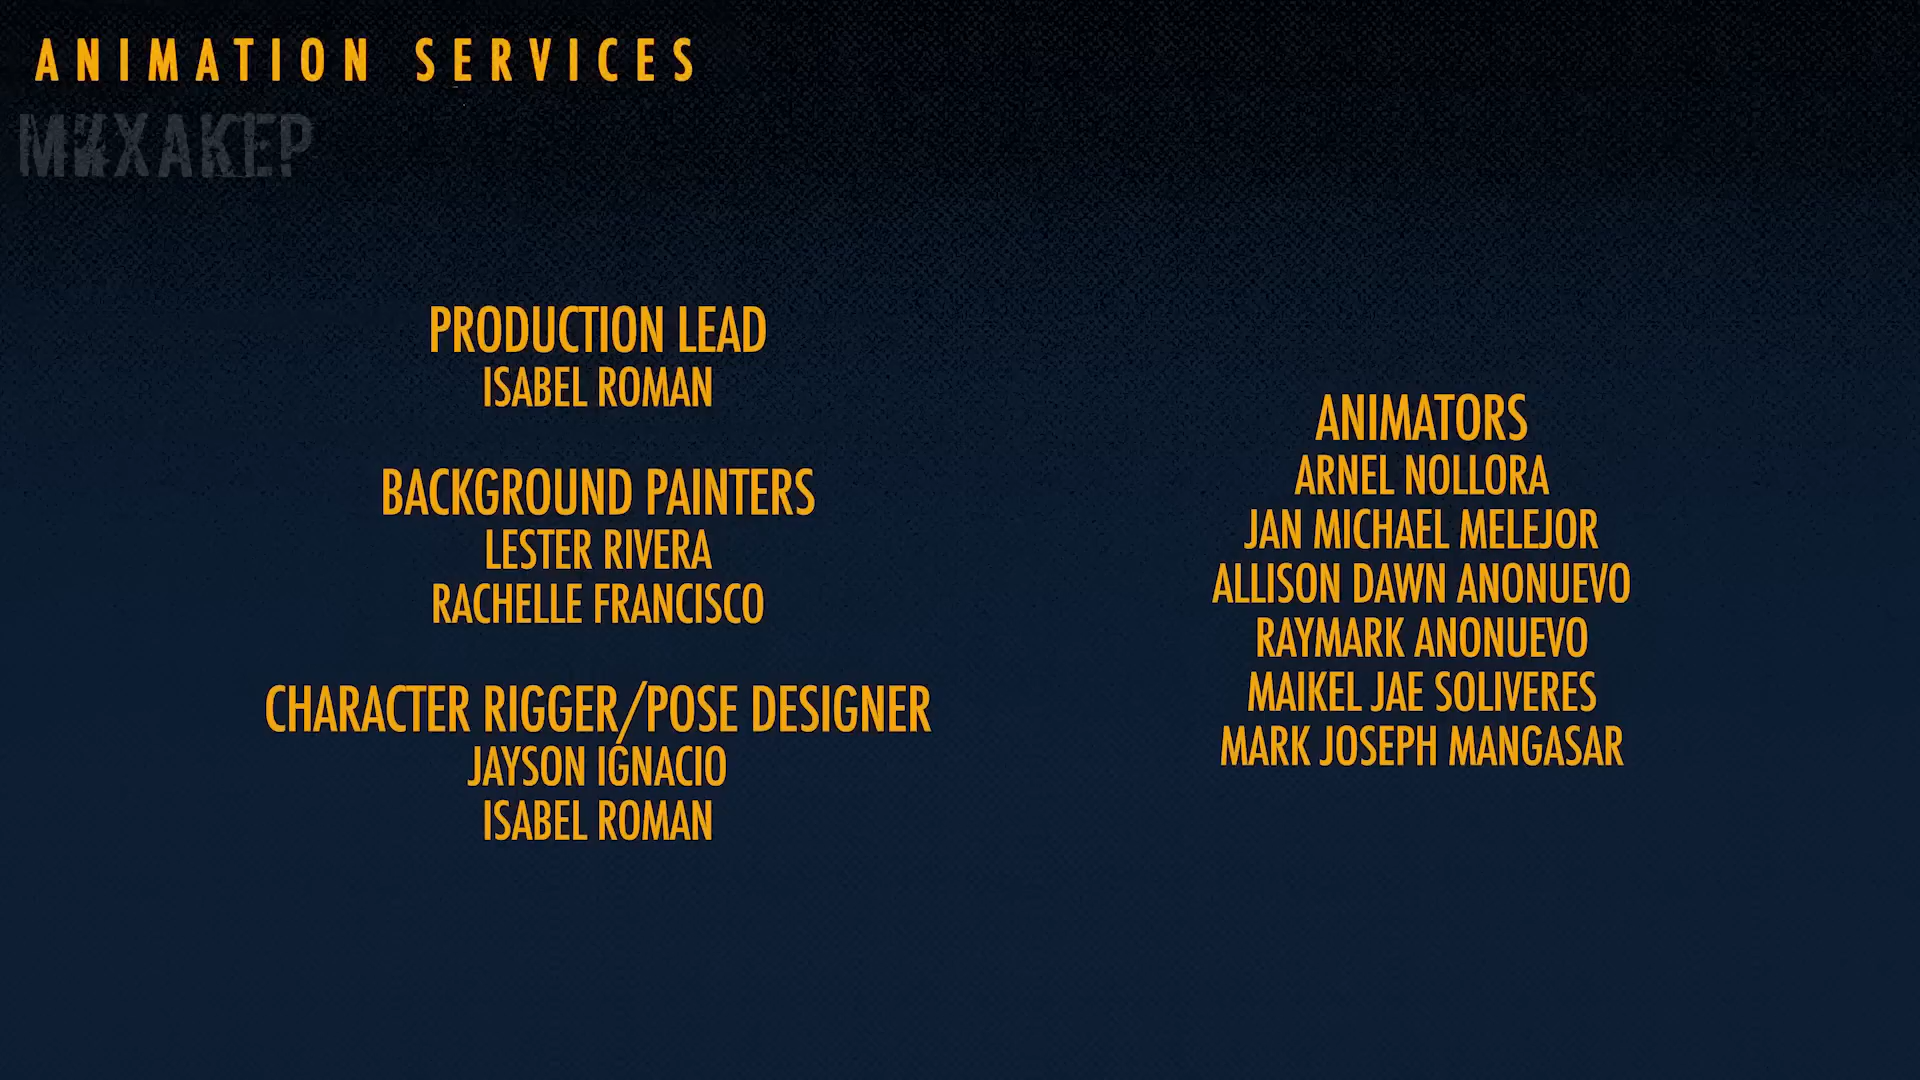 ANIMATION SERVICES
МИХАКЕР
PRODUCTION LEAD
ISABEL ROMAN
BACKGROUND PAINTERS
LESTER RIVERA
RACHELLE FRANCISCO
CHARACTER RIGGER/POSE DESIGNER
JAYSON IGNACIO
ISABEL ROMAN
ANIMATORS
ARNEL NOLLORA
JAN MICHAEL MELEJOR
ALLISON DAWN ANONUEVO
RAYMARK ANONUEVO
MAIKEL JAE SOLIVERES
MARK JOSEPH MANGASAR